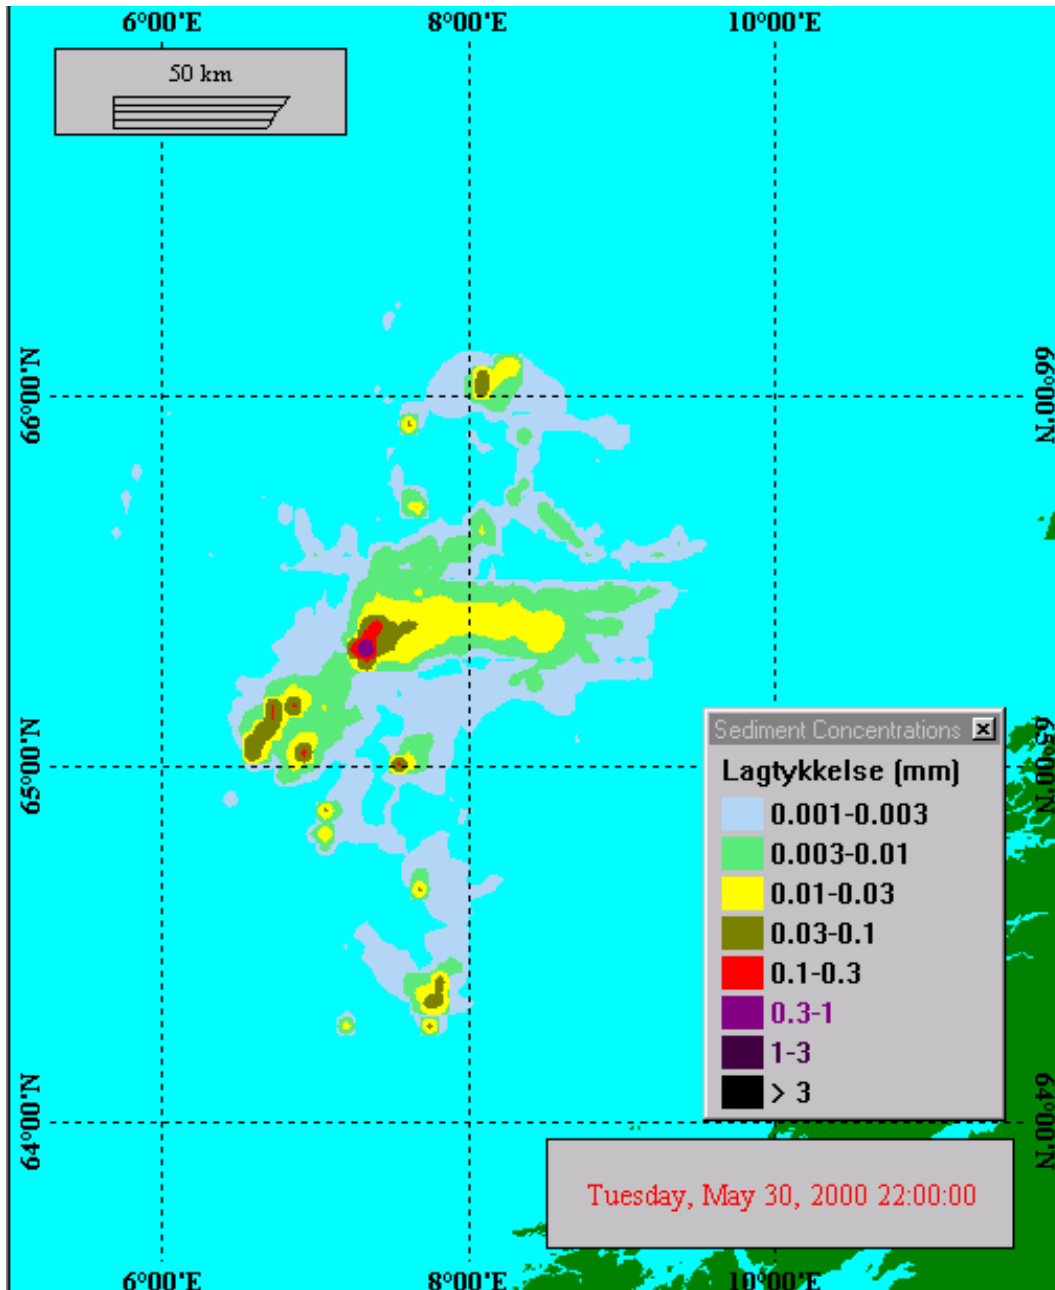 6°00'E 8°00'E 10°00'E
50 km
66°00'N 66°00'N
65°00'N 65°00'N
Sediment Concentrations
Lagtykkelse (mm)
0.001-0.003
0.003-0.01
0.01-0.03
0.03-0.1
0.1-0.3
0.3-1
1-3
> 3
64°00'N 64°00'N
Tuesday, May 30, 2000 22:00:00
6°00'E 8°00'E 10°00'E